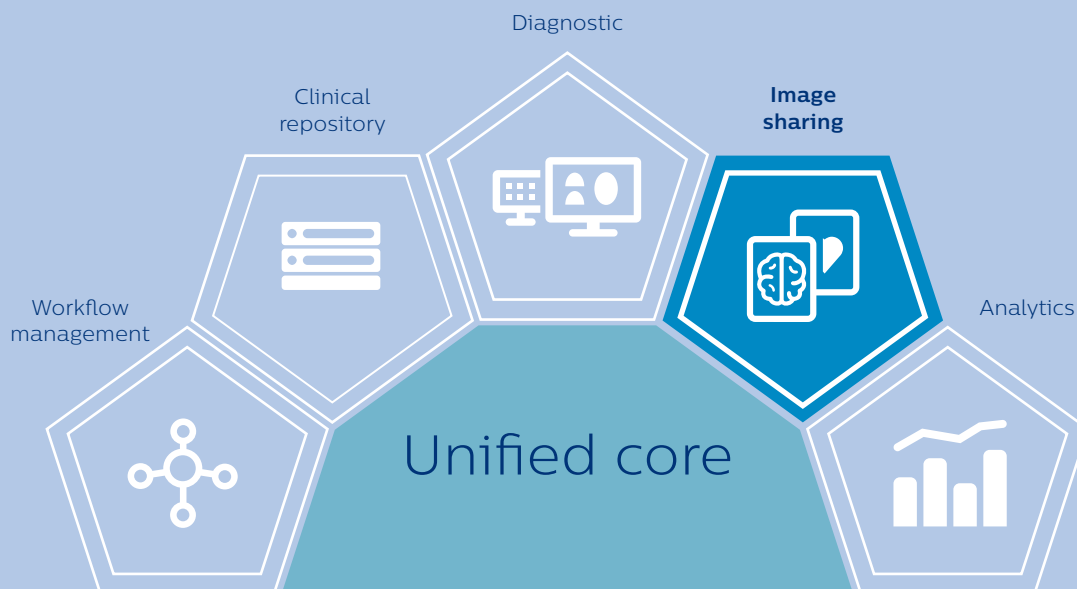 Diagnostic
Clinical
repository
Image
sharing
Workflow
management
Analytics
Unified core